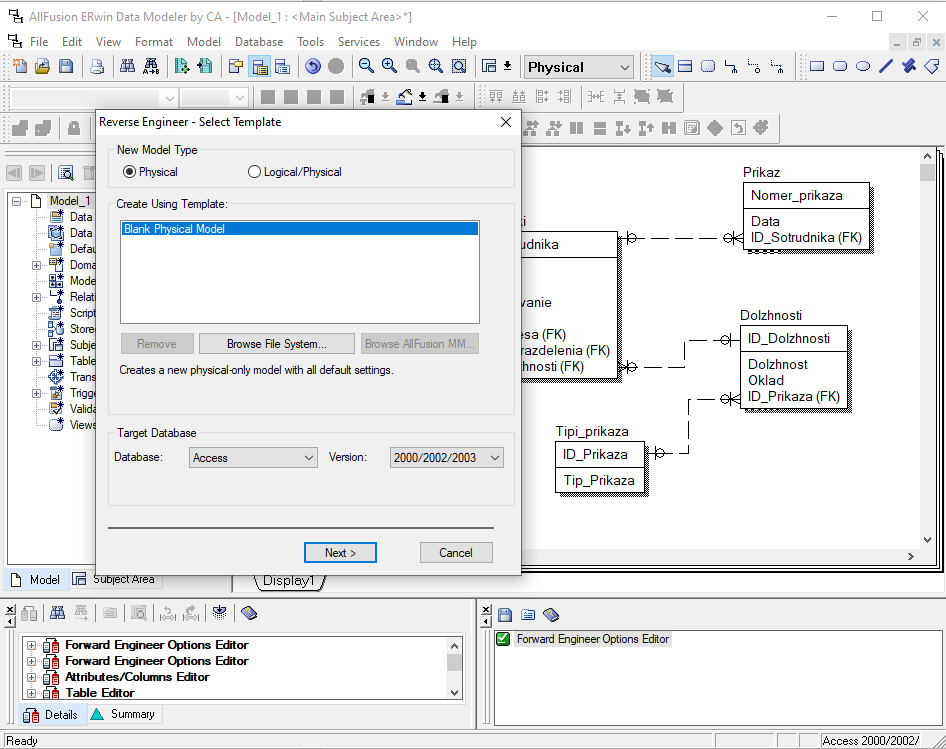 AllFusion ERwin Data Modeler by CA - [Model_1 : <Main Subject Area>*]
File Edit View Format Model Database Tools Services Window Help
Physical
Reverse Engineer - Select Template
New Model Type
Physical
Logical/Physical
Create Using Template:
Blank Physical Model
Remove
Browse File System...
Browse AllFusion MM...
Creates a new physical-only model with all default settings.
Target Database
Database:
Access
Version:
2000/2002/2003
Next >
Cancel
Model_1
Data
Data
Defau
Doma
Mode
Relati
Script
Store
Subje
Table
Trans
Trigge
Valida
Views
Model
Subject Area
Prikaz
Nomer_prikaza
Data
ID_Sotrudnika (FK)
ki
udnika
vanie
esa (FK)
razdelenia (FK)
hnosti (FK)
Dolzhnosti
ID_Dolzhnosti
Dolzhnost
Oklad
ID_Prikaza (FK)
Tipi_prikaza
ID_Prikaza
Tip_Prikaza
Display1
Forward Engineer Options Editor
Forward Engineer Options Editor
Attributes/Columns Editor
Table Editor
Details
Summary
Forward Engineer Options Editor
Ready
Access 2000/2002/